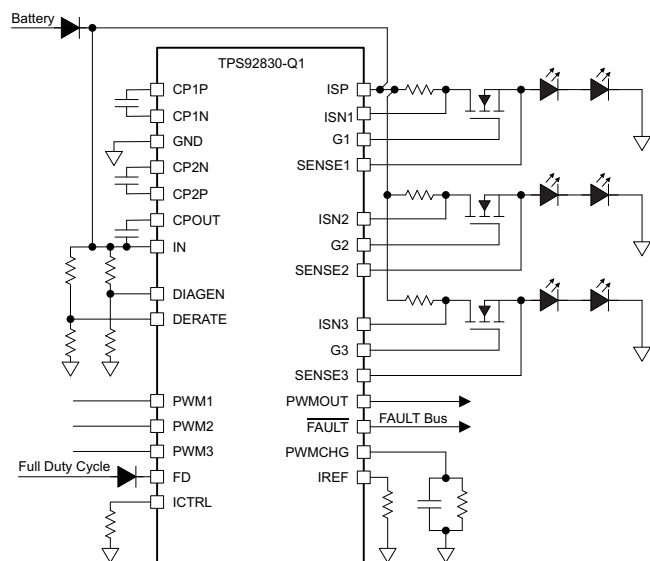 Battery
TPS92830-Q1
CP1P
CP1N
GND
CP2N
CP2P
CPOUT
IN
DIAGEN
DERATE
PWM1
PWM2
PWM3
Full Duty Cycle
FD
ICTRL
ISP
ISN1
G1
SENSE1
ISN2
G2
SENSE2
ISN3
G3
SENSE3
PWMOUT
FAULT
FAULT Bus
PWMCHG
IREF